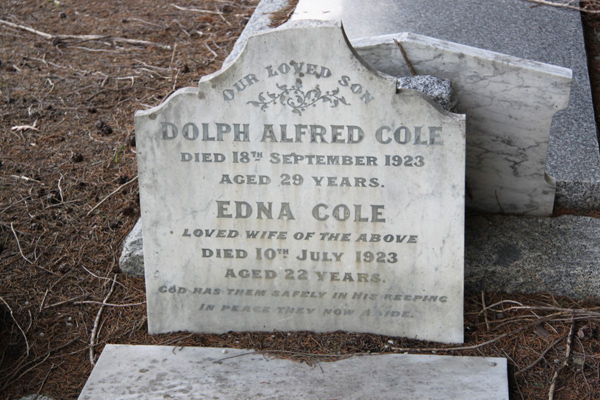 OUR LOVED SON
DOLPH ALFRED COLE
DIED 18TH SEPTEMBER 1923
AGED 29 YEARS.
EDNA COLE
LOVED WIFE OF THE ABOVE
DIED 10TH JULY 1923
AGED 22 YEARS.
GOD HAS THEM SAFELY IN HIS KEEPING
IN PEACE THEY NOW ABIDE.